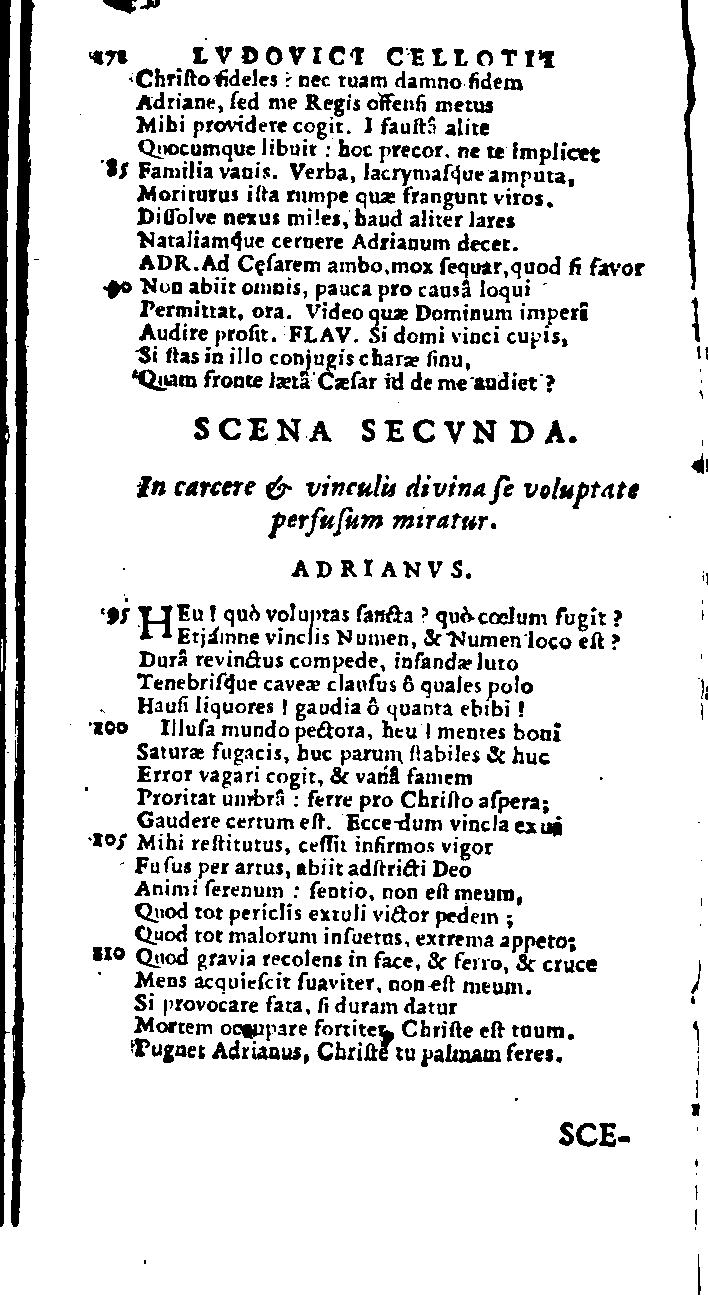 278 LVDOVICI CELLOTII
Chriſto fideles : nec tuam damno fidem
Adriane, ſed me Regis offenſi metus
Mihi providere cogit. I fauſtâ alite
Quocumque libuit : hoc precor, ne te implicet
85 Familia vanis. Verba, lacrymaſque amputa,
Moriturus iſta rumpe quæ frangunt viros.
Diſſolve nexus miles, haud aliter lares
Nataliamque cernere Adrianum decet.
ADR. Ad Cęſarem ambo, mox ſequar, quod ſi favor
90 Non abiit omnis, pauca pro causâ loqui
Permittat, ora. Video quæ Dominum imperî
Audire proſit. FLAV. Si domi vinci cupis,
Si ſtas in illo conjugis charæ ſinu,
Quam fronte lætâ Cæſar id de me audiet ?
SCENA SECVNDA.
In carcere & vinculis divina ſe voluptate
perfuſum miratur.
ADRIANVS.
95 HEu ! quò voluptas ſancta ? quò cœlum fugit ?
Etjámne vinclis Numen, & Numen loco eſt ?
Durâ revinctus compede, infandæ luto
Tenebriſque caveæ clauſus ô quales polo
Hauſi liquores ! gaudia ô quanta ebibi !
100 Illuſa mundo pectora, heu ! mentes boni
Saturæ fugacis, huc parum ſtabiles & huc
Error vagari cogit, & variâ famem
Proritat umbrâ : ferre pro Chriſto aſpera;
Gaudere certum eſt. Ecce dum vincla exui
105 Mihi reſtitutus, ceſſit infirmos vigor
Fuſus per artus, abiit adſtricti Deo
Animi ſerenum : ſentio, non eſt meum,
Quod tot periclis extuli victor pedem ;
Quod tot malorum inſuetus, extrema appeto;
110 Quod gravia recolens in face, & ferro, & cruce
Mens acquieſcit ſuaviter, non eſt meum.
Si provocare fata, ſi duram datur
Mortem occupare fortiter, Chriſte eſt tuum.
Pugnet Adrianus, Chriſte tu palmam feres.
SCE-